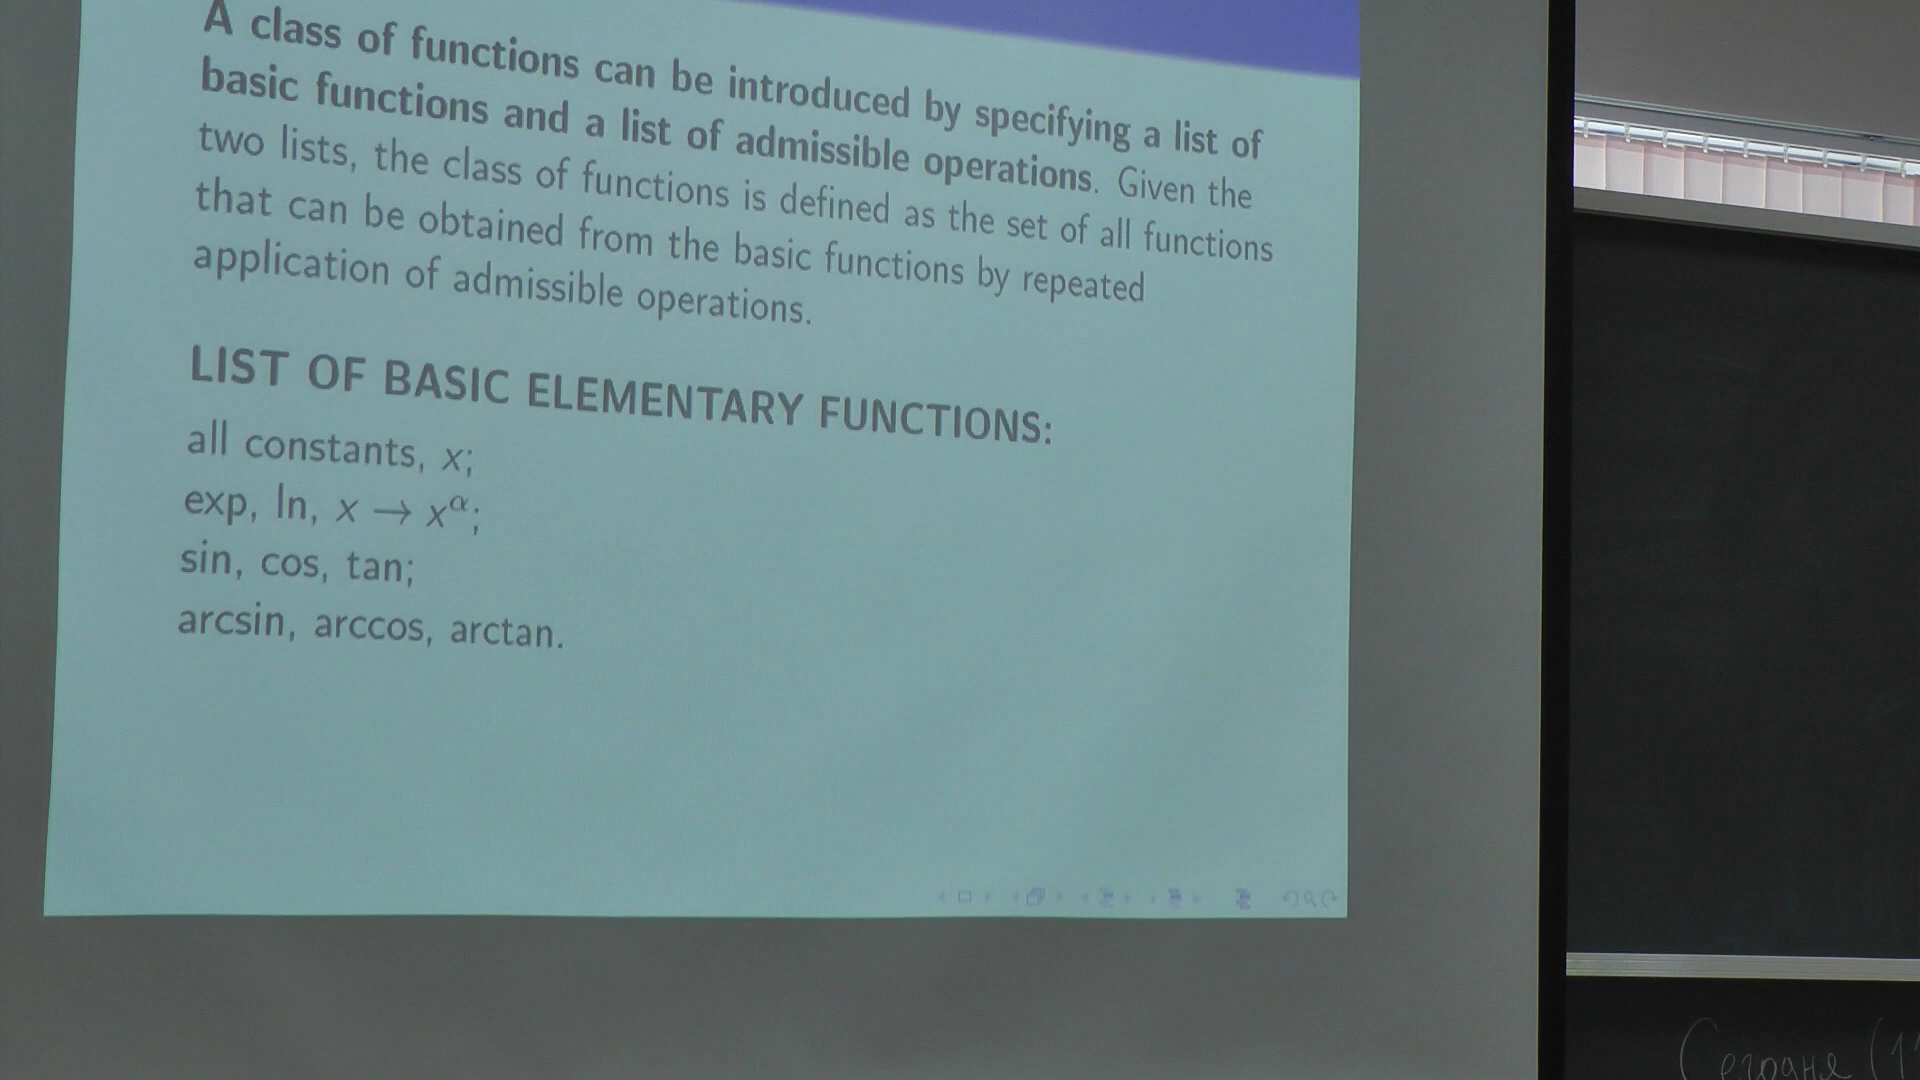 A class of functions can be introduced by specifying a list of
basic functions and a list of admissible operations. Given the
two lists, the class of functions is defined as the set of all functions
that can be obtained from the basic functions by repeated
application of admissible operations.
LIST OF BASIC ELEMENTARY FUNCTIONS:
all constants, x;
exp, ln, x → x^α;
sin, cos, tan;
arcsin, arccos, arctan.
Сегодня (11